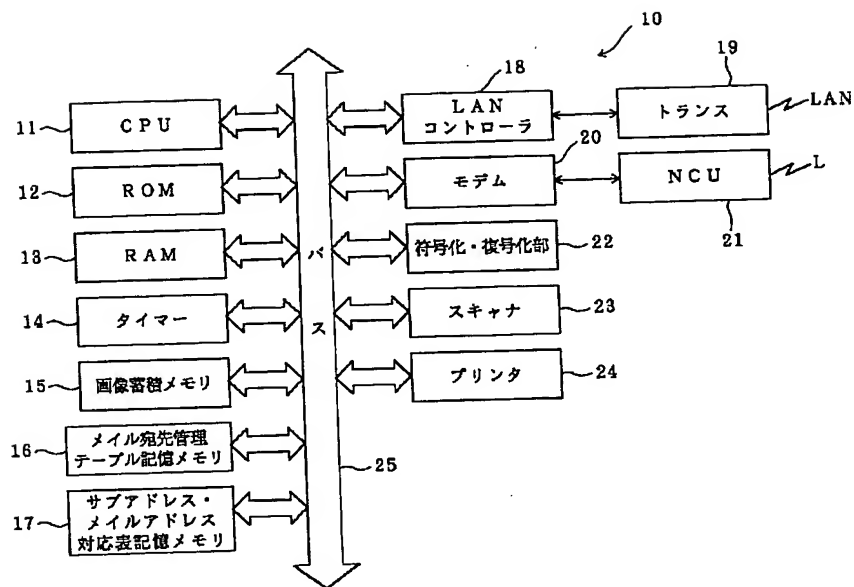 10
18
19
LAN
コントローラ
トランス
LAN
11
CPU
20
12
ROM
モデム
NCU
L
21
13
RAM
バス
符号化・復号化部
22
14
タイマー
スキャナ
23
15
画像蓄積メモリ
プリンタ
24
16
メイル宛先管理
テーブル記憶メモリ
25
17
サブアドレス・
メイルアドレス
対応表記憶メモリ